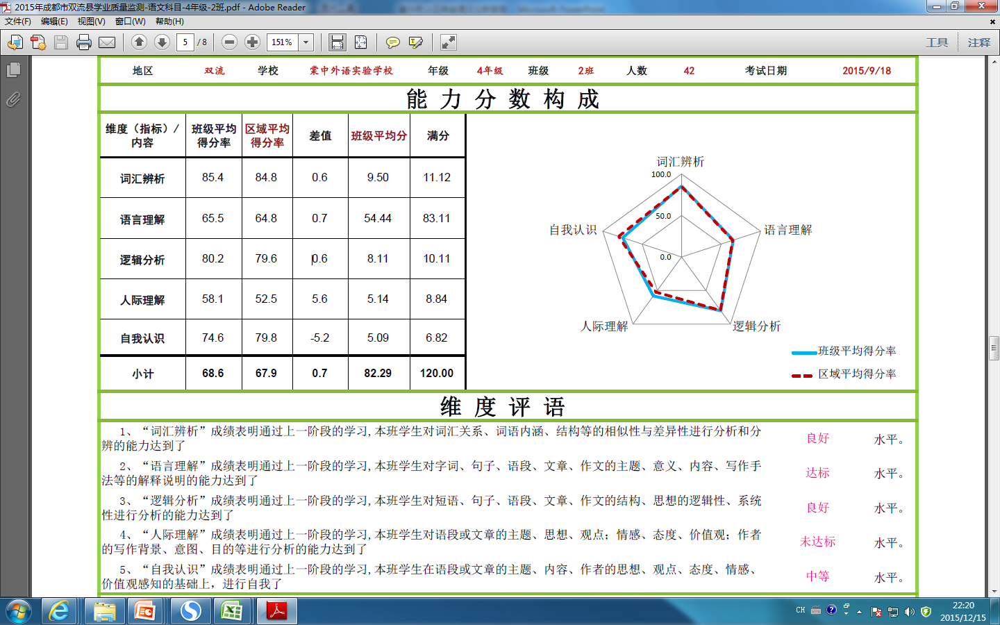 2015年成都市双流县学业质量监测-语文科目-4年级-2班.pdf - Adobe Reader
文件(F) 编辑(E) 视图(V) 窗口(W) 帮助(H)
5 / 8 151% 工具 注释
地区 双流 学校 棠中外语实验学校 年级 4年级 班级 2班 人数 42 考试日期 2015/9/18
能力分数构成
维度（指标）/内容 班级平均得分率 区域平均得分率 差值 班级平均分 满分
词汇辨析 85.4 84.8 0.6 9.50 11.12
语言理解 65.5 64.8 0.7 54.44 83.11
逻辑分析 80.2 79.6 0.6 8.11 10.11
人际理解 58.1 52.5 5.6 5.14 8.84
自我认识 74.6 79.8 -5.2 5.09 6.82
小计 68.6 67.9 0.7 82.29 120.00
词汇辨析
100.0
50.0
自我认识 语言理解
0.0
人际理解 逻辑分析
班级平均得分率
区域平均得分率
维度评语
1、“词汇辨析”成绩表明通过上一阶段的学习,本班学生对词汇关系、词语内涵、结构等的相似性与差异性进行分析和分
辨的能力达到了 良好 水平。
2、“语言理解”成绩表明通过上一阶段的学习,本班学生对字词、句子、语段、文章、作文的主题、意义、内容、写作手
法等的解释说明的能力达到了 达标 水平。
3、“逻辑分析”成绩表明通过上一阶段的学习,本班学生对短语、句子、语段、文章、作文的结构、思想的逻辑性、系统
性进行分析的能力达到了 良好 水平。
4、“人际理解”成绩表明通过上一阶段的学习,本班学生对语段或文章的主题、思想、观点；情感、态度、价值观；作者
的写作背景、意图、目的等进行分析的能力达到了 未达标 水平。
5、“自我认识”成绩表明通过上一阶段的学习,本班学生在语段或文章的主题、内容、作者的思想、观点、态度、情感、
价值观感知的基础上，进行自我了 中等 水平。
CH 22:20
2015/12/15